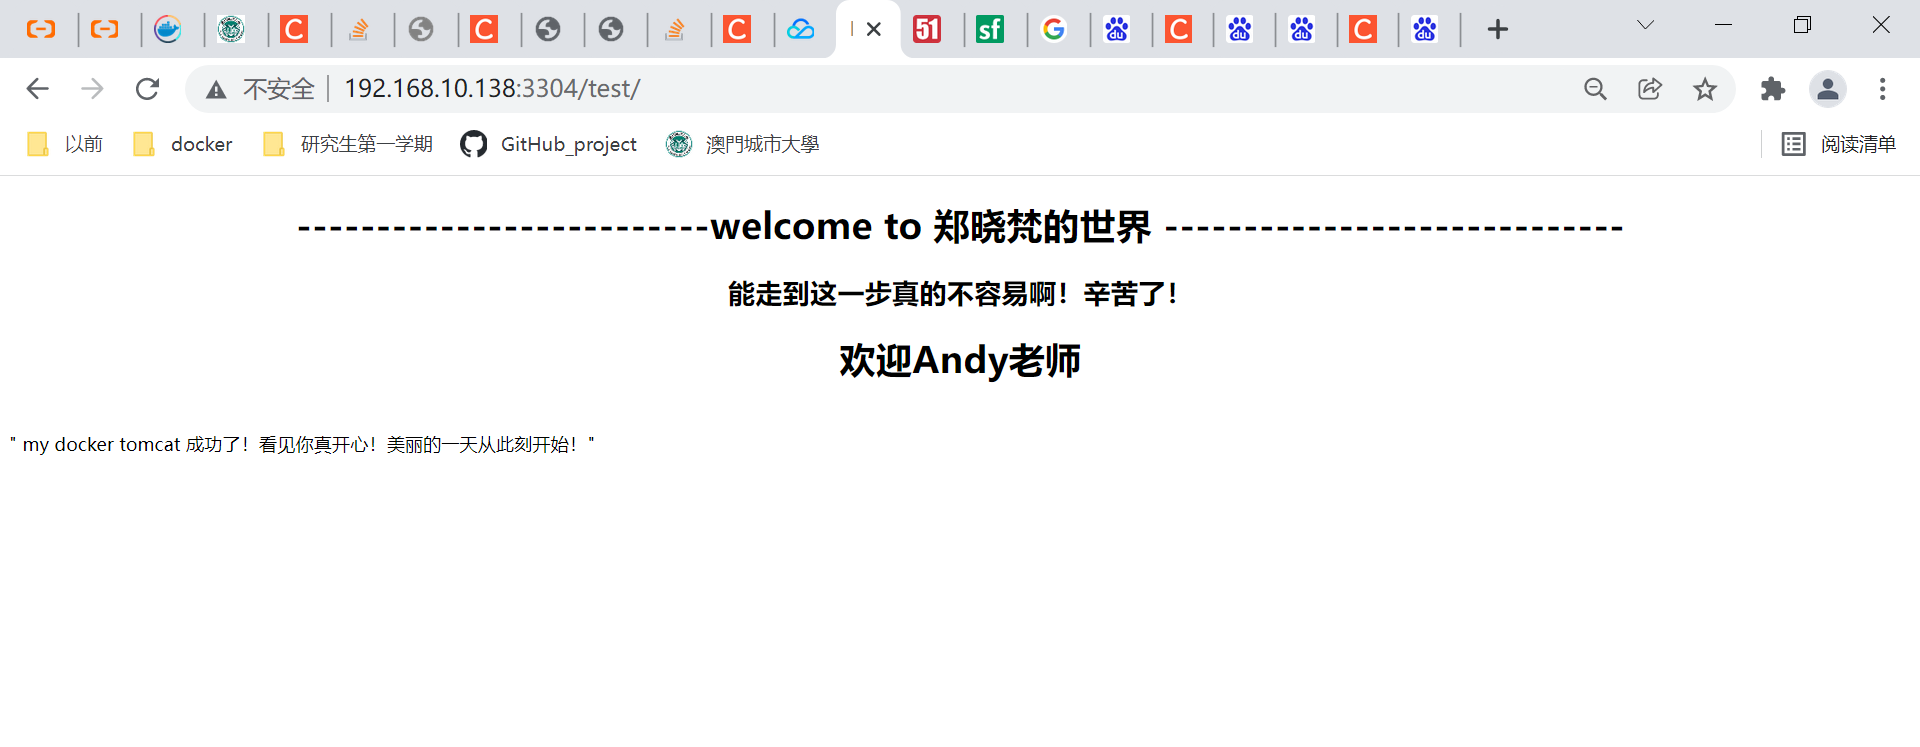 不安全 192.168.10.138:3304/test/
以前 docker 研究生第一学期 GitHub_project 澳門城市大學 阅读清单
--------------------------welcome to 郑晓梵的世界 -----------------------------
能走到这一步真的不容易啊！辛苦了！
欢迎Andy老师
" my docker tomcat 成功了！看见你真开心！美丽的一天从此刻开始！"